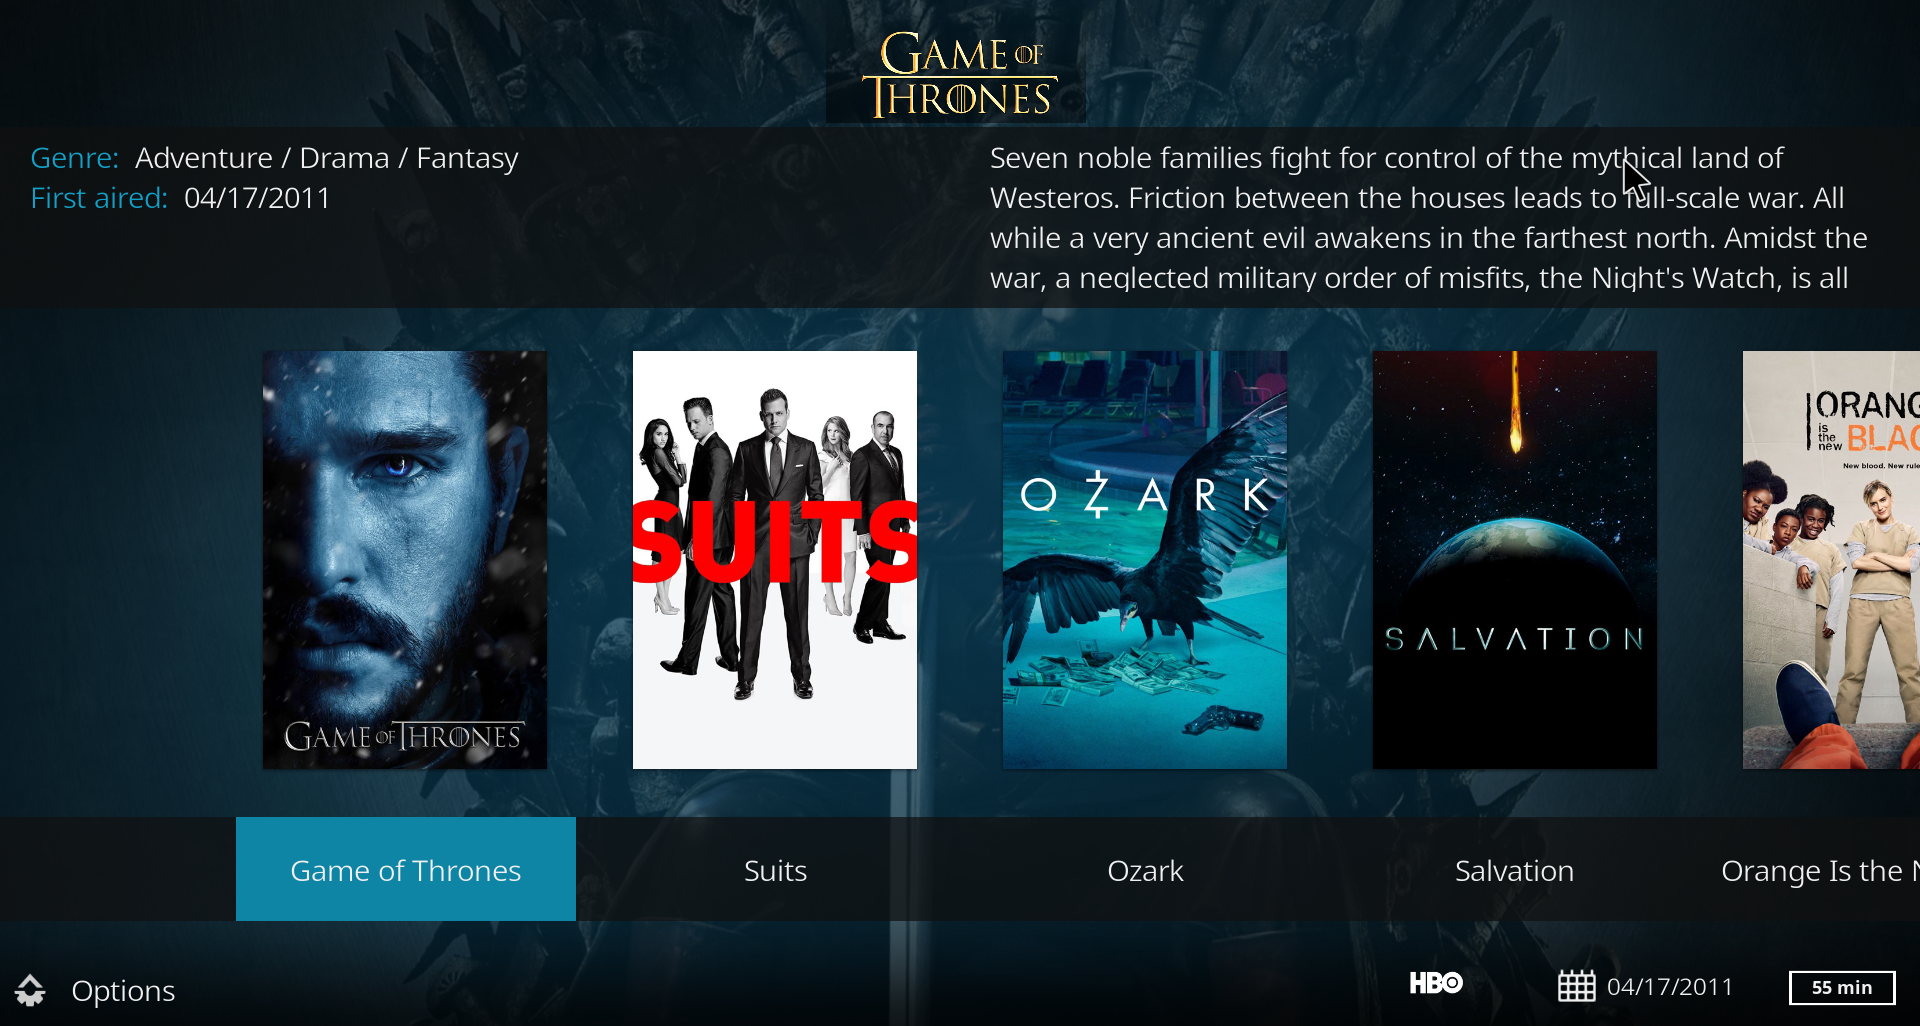 GAME OF
THRONES
Genre: Adventure / Drama / Fantasy
First aired: 04/17/2011
Seven noble families fight for control of the mythical land of
Westeros. Friction between the houses leads to full-scale war. All
while a very ancient evil awakens in the farthest north. Amidst the
war, a neglected military order of misfits, the Night's Watch, is all
GAME OF THRONES
SUITS
OZARK
SALVATION
ORANG
is
the
new BLAC
New blood. New rule
Game of Thrones
Suits
Ozark
Salvation
Orange Is the N
Options
HBO
04/17/2011
55 min